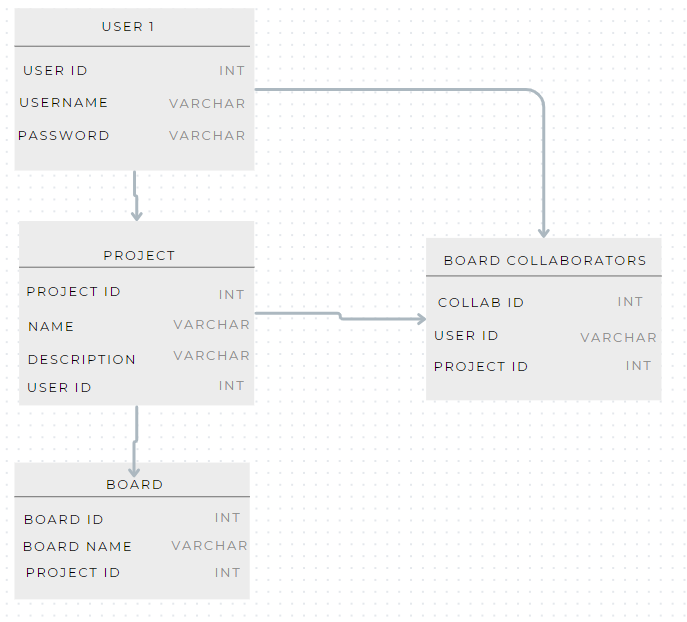 USER 1
USER ID INT
USERNAME VARCHAR
PASSWORD VARCHAR
PROJECT
PROJECT ID INT
NAME VARCHAR
DESCRIPTION VARCHAR
USER ID INT
BOARD COLLABORATORS
COLLAB ID INT
USER ID VARCHAR
PROJECT ID INT
BOARD
BOARD ID INT
BOARD NAME VARCHAR
PROJECT ID INT